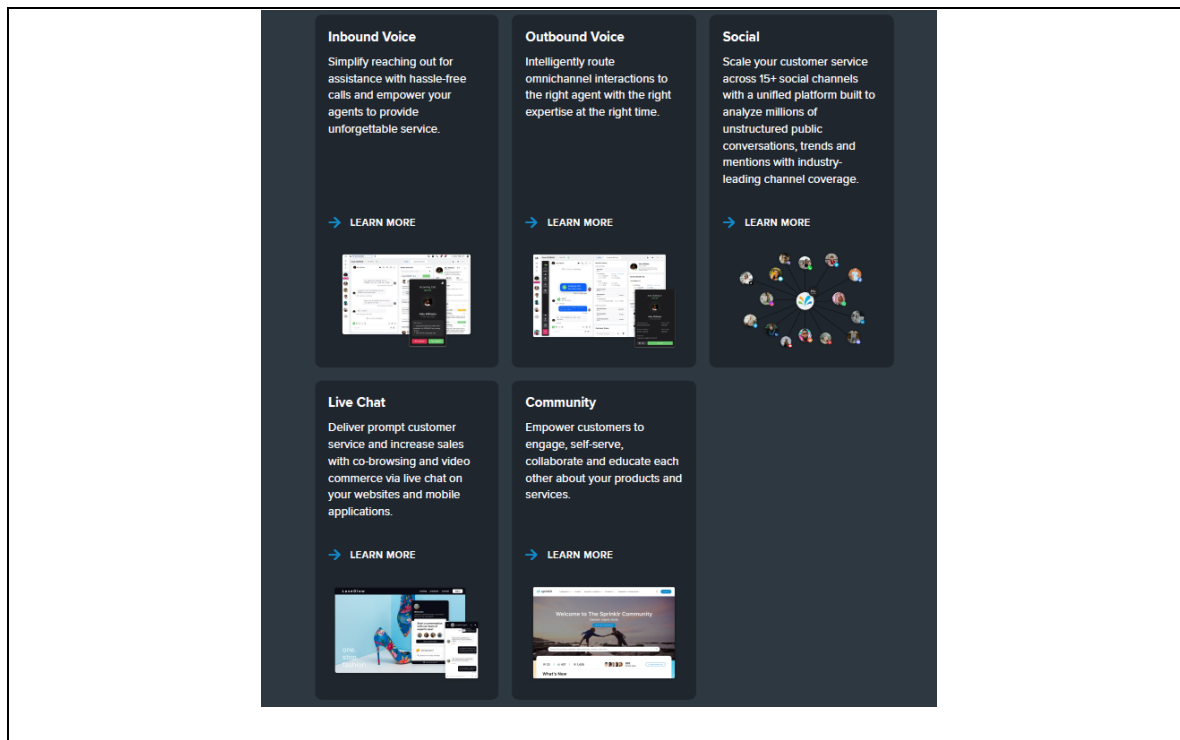 Inbound Voice
Simplify reaching out for
assistance with hassle-free
calls and empower your
agents to provide
unforgettable service.
LEARN MORE
Outbound Voice
Intelligently route
omnichannel interactions to
the right agent with the right
expertise at the right time.
LEARN MORE
Social
Scale your customer service
across 15+ social channels
with a unified platform built to
analyze millions of
unstructured public
conversations, trends and
mentions with industry-
leading channel coverage.
LEARN MORE
Live Chat
Deliver prompt customer
service and increase sales
with co-browsing and video
commerce via live chat on
your websites and mobile
applications.
LEARN MORE
one
stop
fashion
Community
Empower customers to
engage, self-serve,
collaborate and educate each
other about your products and
services.
LEARN MORE
Welcome to The Sprinklr Community
What's New